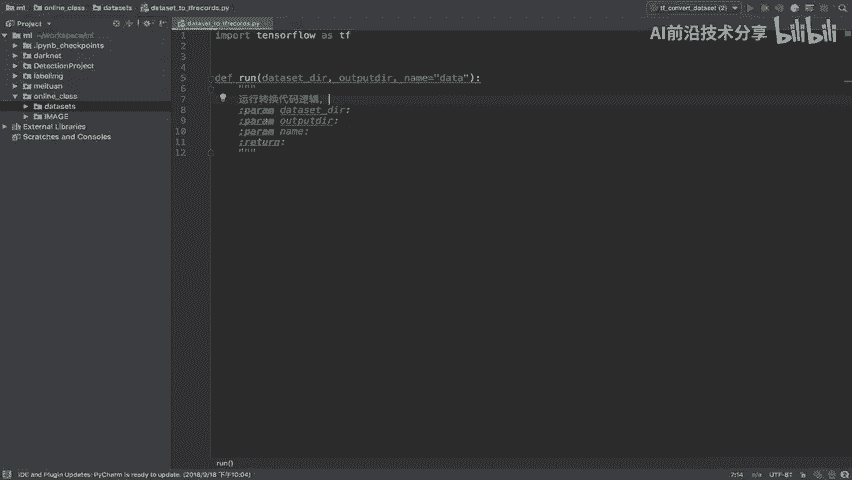 ml online_class datasets dataset_to_tfrecords.py
tf_convert_dataset (2)
AI前沿技术分享 bilibili
Project
dataset_to_tfrecords.py
ml ~/workspace/ml
.ipynb_checkpoints
darknet
DetectionProject
labelImg
meituan
online_class
datasets
IMAGE
External Libraries
Scratches and Consoles
1 import tensorflow as tf
2
3
4
5 def run(dataset_dir, outputdir, name="data"):
6 """
7 运行转换代码逻辑，
8 :param dataset_dir:
9 :param outputdir:
10 :param name:
11 :return:
12 """
run()
IDE and Plugin Updates: PyCharm is ready to update. (2018/9/18 下午10:04)
7:14 n/a UTF-8